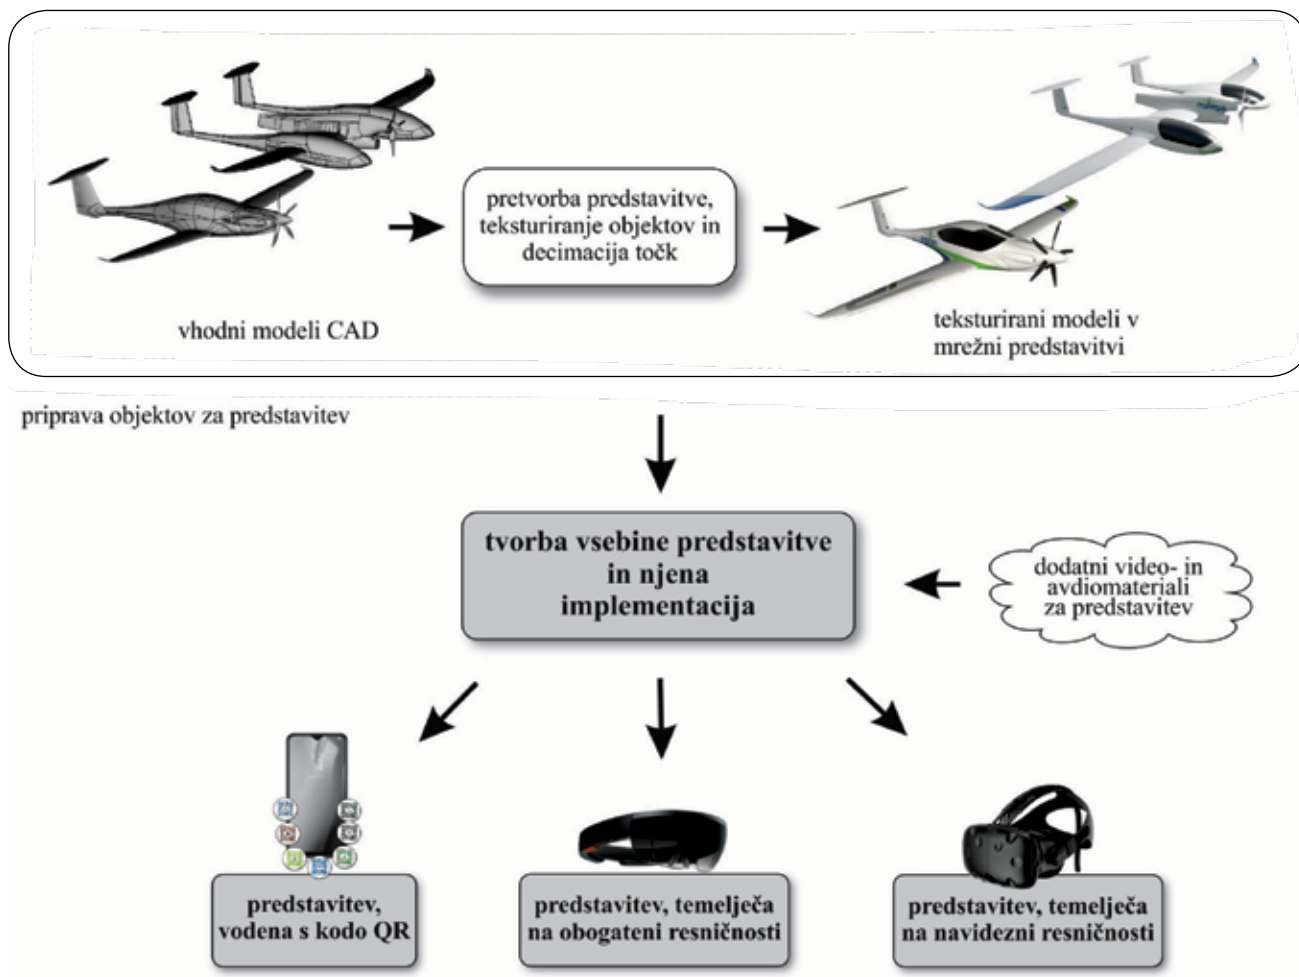 pretvorba predstavitve,
teksturiranje objektov in
decimacija točk
vhodni modeli CAD
teksturirani modeli v
mrežni predstavitvi
priprava objektov za predstavitev
tvorba vsebine predstavitve
in njena
implementacija
dodatni video- in
avdiomateriali
za predstavitev
predstavitev,
vodena s kodo QR
predstavitev, temelječa
na obogateni resničnosti
predstavitev, temelječa
na navidezni resničnosti